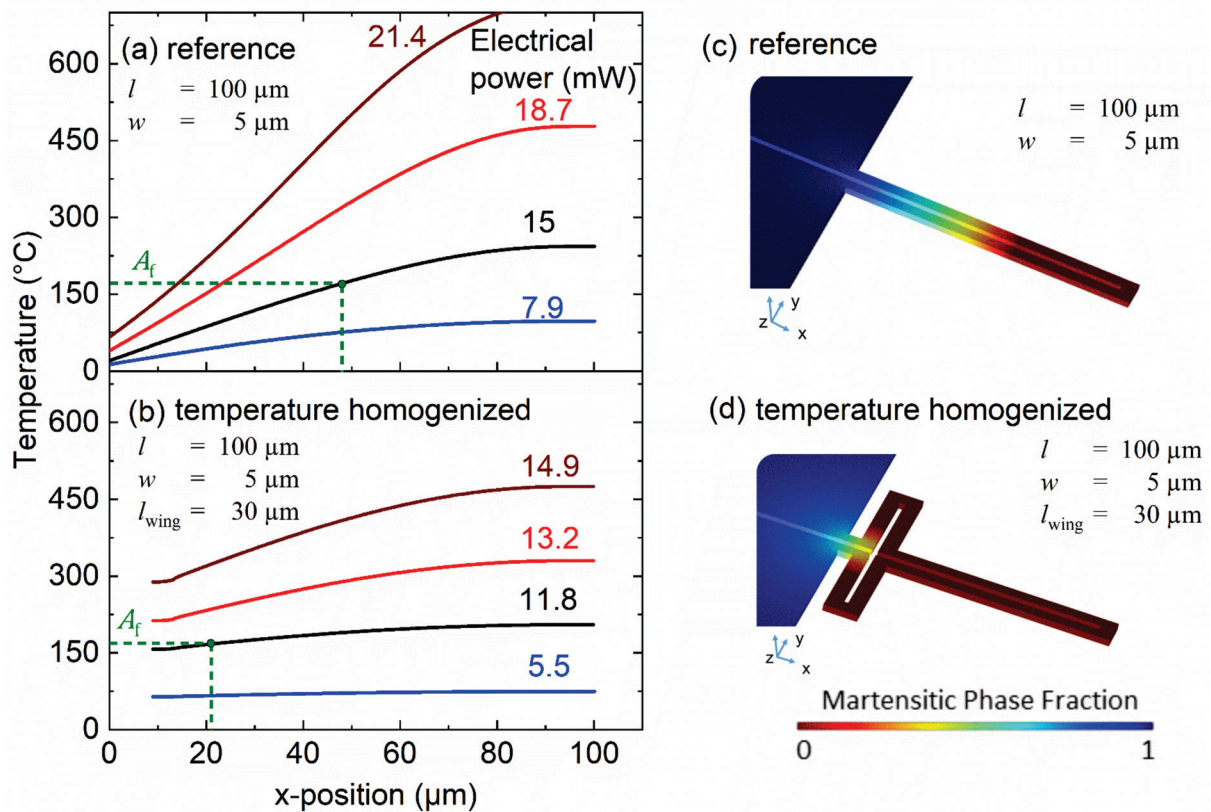 (a) reference
l = 100 µm
w = 5 µm
21.4
Electrical
power (mW)
18.7
15
7.9
A_f
600
450
300
150
0
Temperature (°C)
(b) temperature homogenized
l = 100 µm
w = 5 µm
l_wing = 30 µm
14.9
13.2
11.8
5.5
A_f
600
450
300
150
0
0 20 40 60 80 100
x-position (µm)
(c) reference
l = 100 µm
w = 5 µm
z y x
(d) temperature homogenized
l = 100 µm
w = 5 µm
l_wing = 30 µm
z y x
Martensitic Phase Fraction
0 1